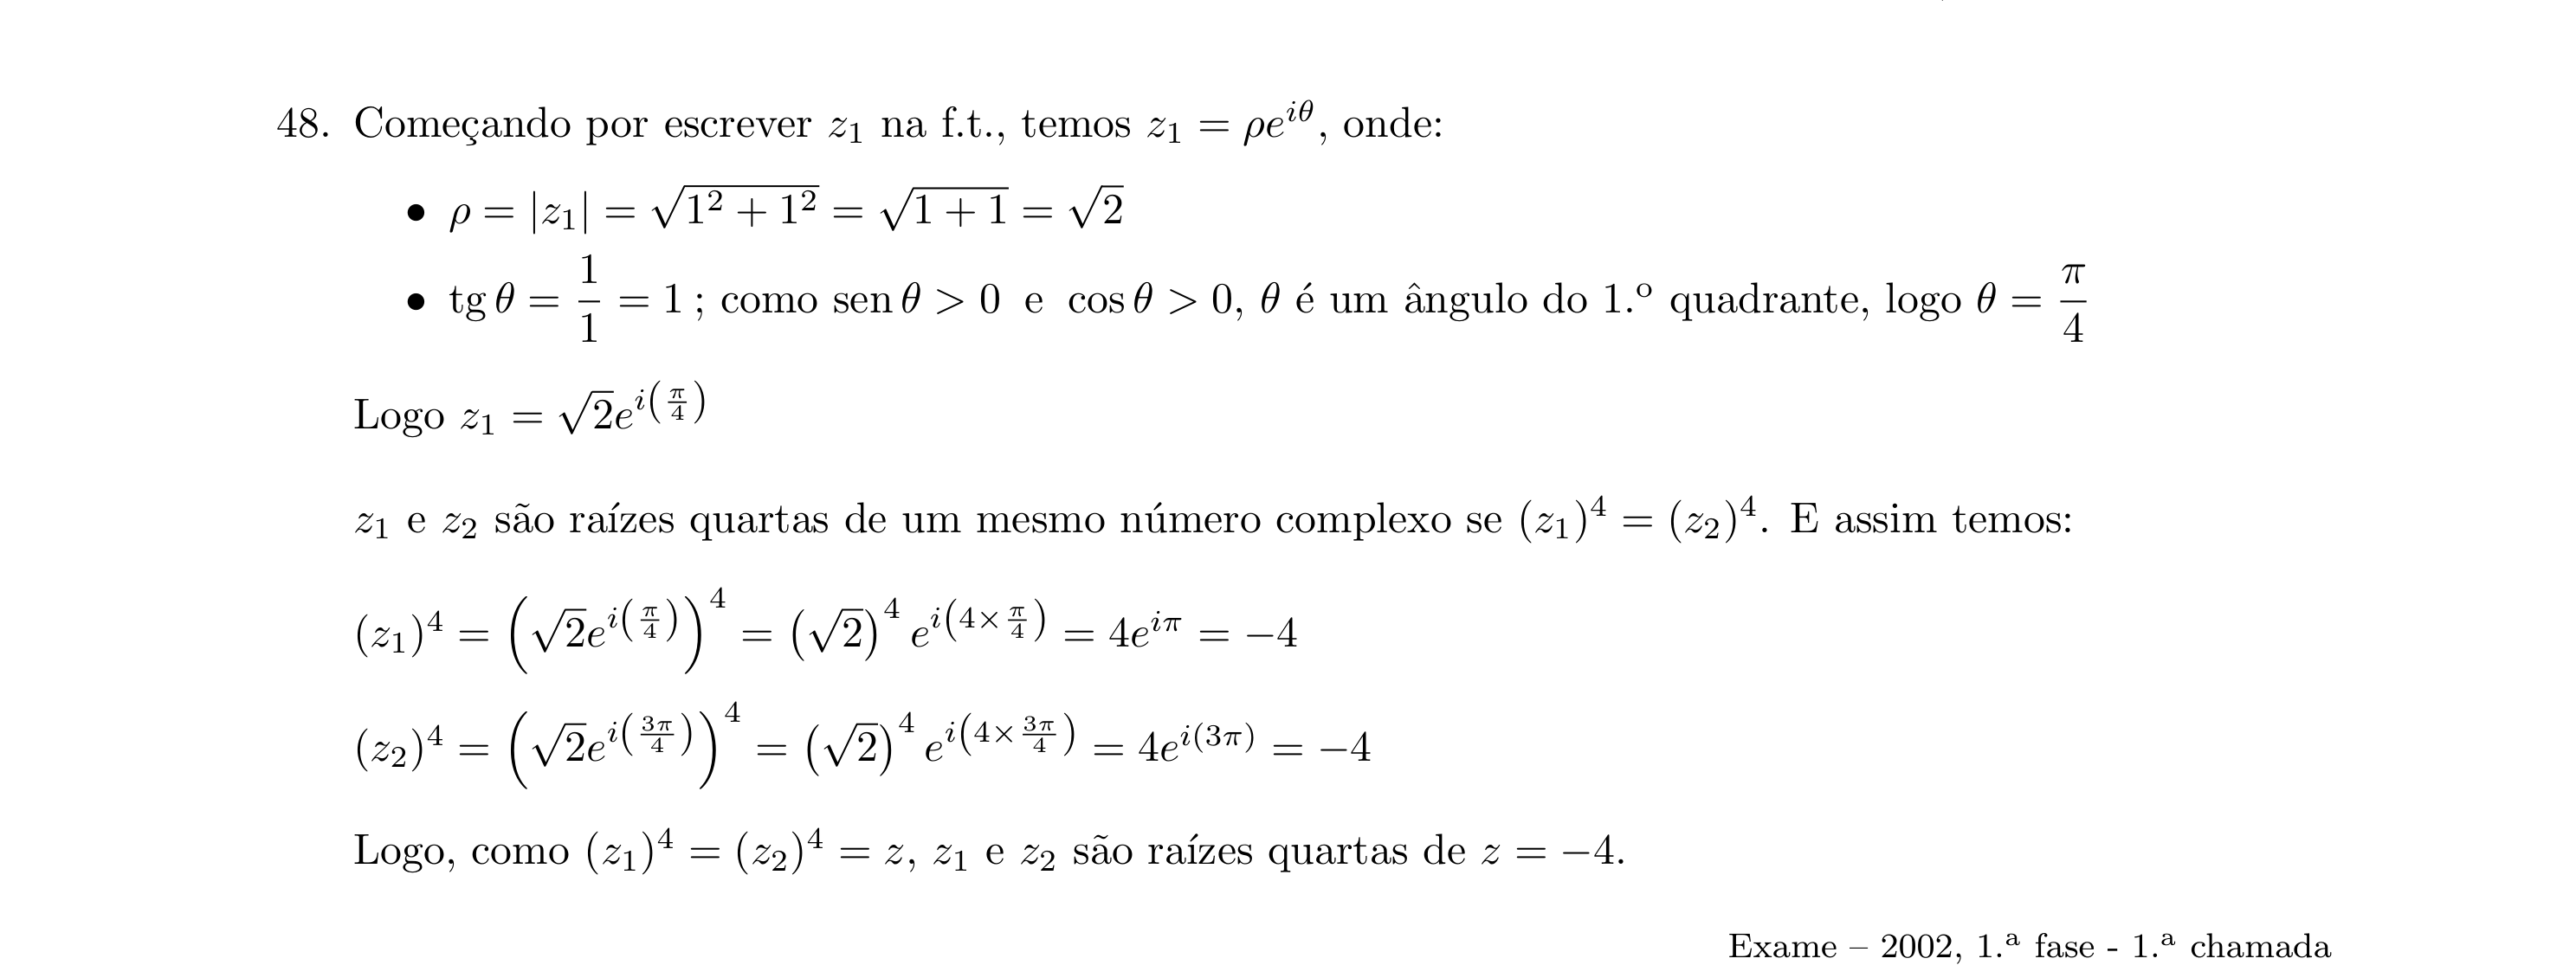 48. Começando por escrever $z_1$ na f.t., temos $z_1 = \rho e^{i\theta}$, onde:
• $\rho = |z_1| = \sqrt{1^2 + 1^2} = \sqrt{1 + 1} = \sqrt{2}$
• $\operatorname{tg} \theta = \dfrac{1}{1} = 1$ ; como $\operatorname{sen} \theta > 0$ e $\cos \theta > 0$, $\theta$ é um ângulo do 1.º quadrante, logo $\theta = \dfrac{\pi}{4}$
Logo $z_1 = \sqrt{2} e^{i\left(\frac{\pi}{4}\right)}$
$z_1$ e $z_2$ são raízes quartas de um mesmo número complexo se $(z_1)^4 = (z_2)^4$. E assim temos:
$(z_1)^4 = \left(\sqrt{2} e^{i\left(\frac{\pi}{4}\right)}\right)^4 = \left(\sqrt{2}\right)^4 e^{i\left(4 \times \frac{\pi}{4}\right)} = 4e^{i\pi} = -4$
$(z_2)^4 = \left(\sqrt{2} e^{i\left(\frac{3\pi}{4}\right)}\right)^4 = \left(\sqrt{2}\right)^4 e^{i\left(4 \times \frac{3\pi}{4}\right)} = 4e^{i(3\pi)} = -4$
Logo, como $(z_1)^4 = (z_2)^4 = z$, $z_1$ e $z_2$ são raízes quartas de $z = -4$.
Exame – 2002, 1.ª fase - 1.ª chamada